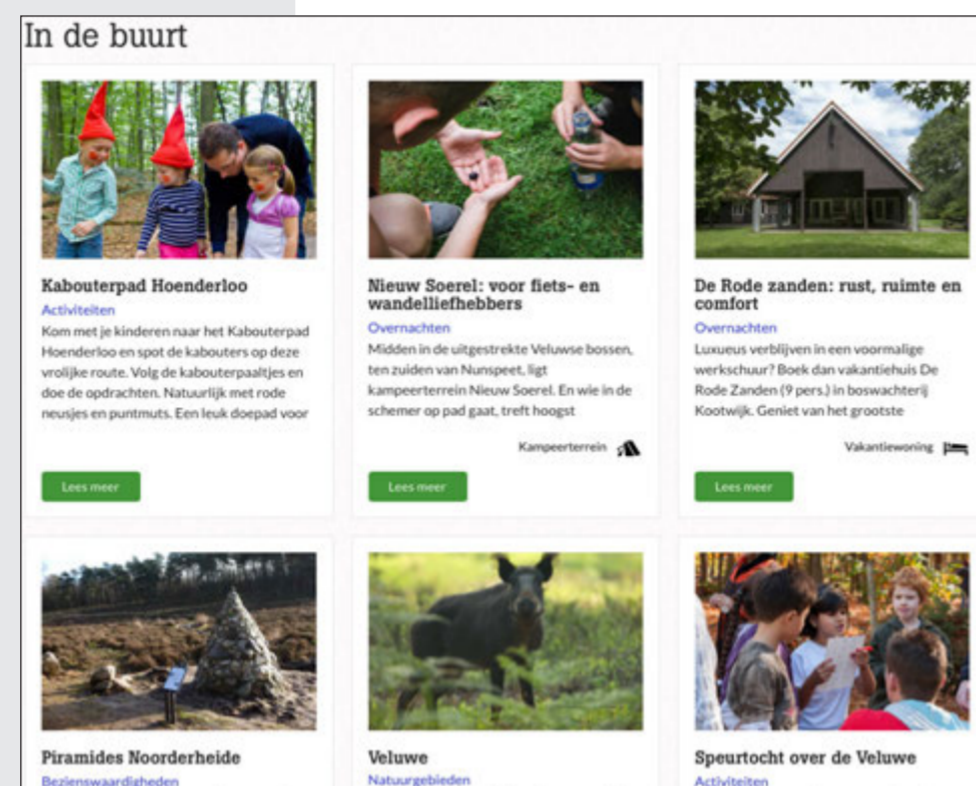 In de buurt
Kabouterpad Hoenderloo
Activiteiten
Kom met je kinderen naar het Kabouterpad
Hoenderloo en spot de kabouters op deze
vrolijke route. Volg de kabouterpaaltjes en
doe de opdrachten. Natuurlijk met rode
neusjes en puntmuts. Een leuk doepad voor
Lees meer
Nieuw Soerel: voor fiets- en
wandelliefhebbers
Overnachten
Midden in de uitgestrekte Veluwse bossen,
ten zuiden van Nunspeet, ligt
kampeerterrein Nieuw Soerel. En wie in de
schemer op pad gaat, treft hoogst
Kampeerterrein
Lees meer
De Rode zanden: rust, ruimte en
comfort
Overnachten
Luxueus verblijven in een voormalige
werkschuur? Boek dan vakantiehuis De
Rode Zanden (9 pers.) in boswachterij
Kootwijk. Geniet van het grootste
Vakantiewoning
Lees meer
Piramides Noorderheide
Bezienswaardigheden
Veluwe
Natuurgebieden
Speurtocht over de Veluwe
Activiteiten